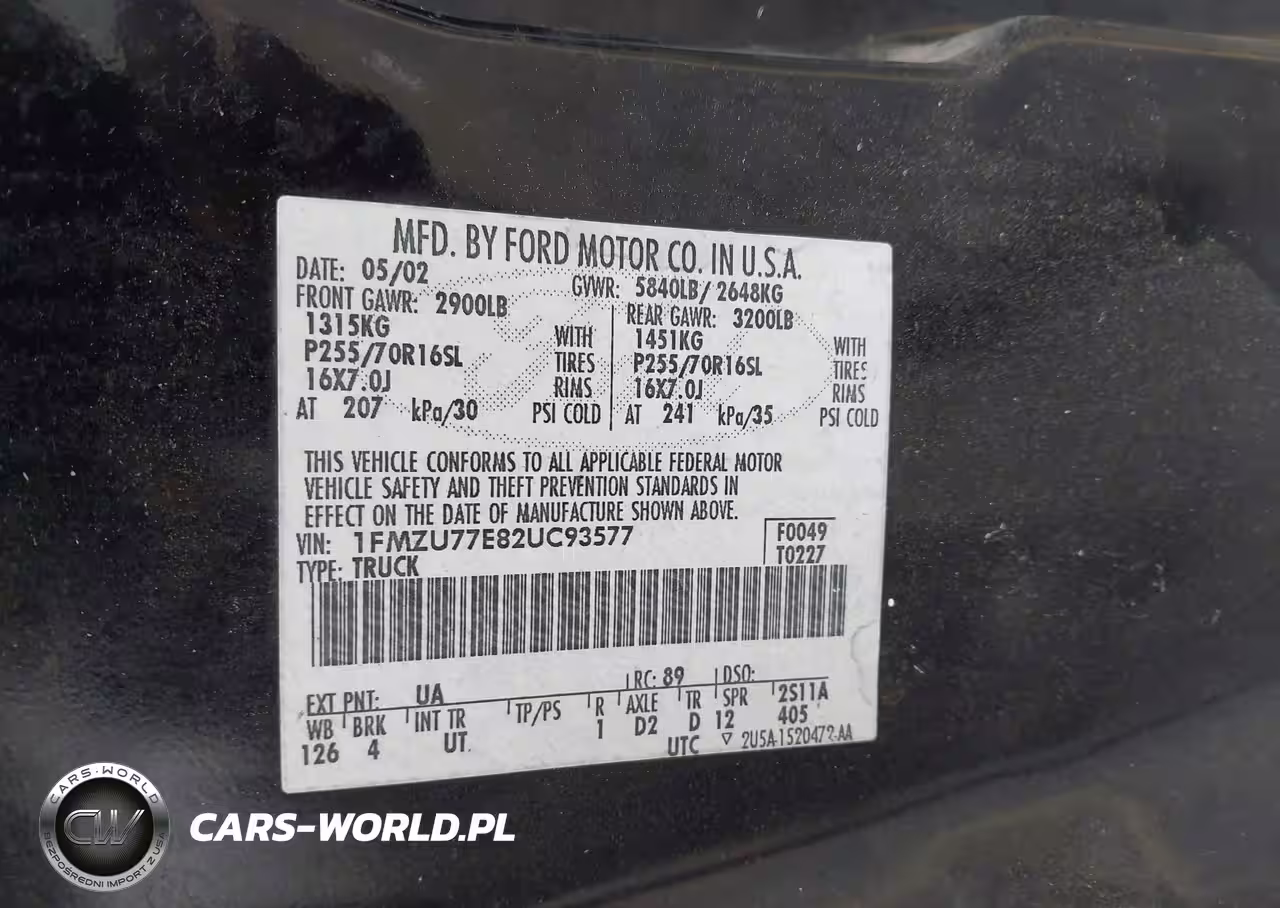 MFD. BY FORD MOTOR CO. IN U.S.A.
DATE: 05/02 GVWR: 5840LB/ 2648KG
FRONT GAWR: 2900LB REAR GAWR: 3200LB
1315KG WITH 1451KG WITH
P255/70R16SL TIRES P255/70R16SL TIRES
16X7.0J RIMS 16X7.0J RIMS
AT 207 kPa/30 PSI COLD AT 241 kPa/35 PSI COLD
THIS VEHICLE CONFORMS TO ALL APPLICABLE FEDERAL MOTOR
VEHICLE SAFETY AND THEFT PREVENTION STANDARDS IN
EFFECT ON THE DATE OF MANUFACTURE SHOWN ABOVE.
VIN: 1FMZU77E82UC93577 F0049
TYPE: TRUCK T0227
EXT PNT: UA RC: 89 DSO:
WB BRK INT TR TP/PS R AXLE TR SPR 2S11A
126 4 UT 1 D2 D 12 405
UTC ▽ 2U5A-1520472-AA
CARS-WORLD
CW
BEZPOŚREDNI IMPORT Z USA
CARS-WORLD.PL